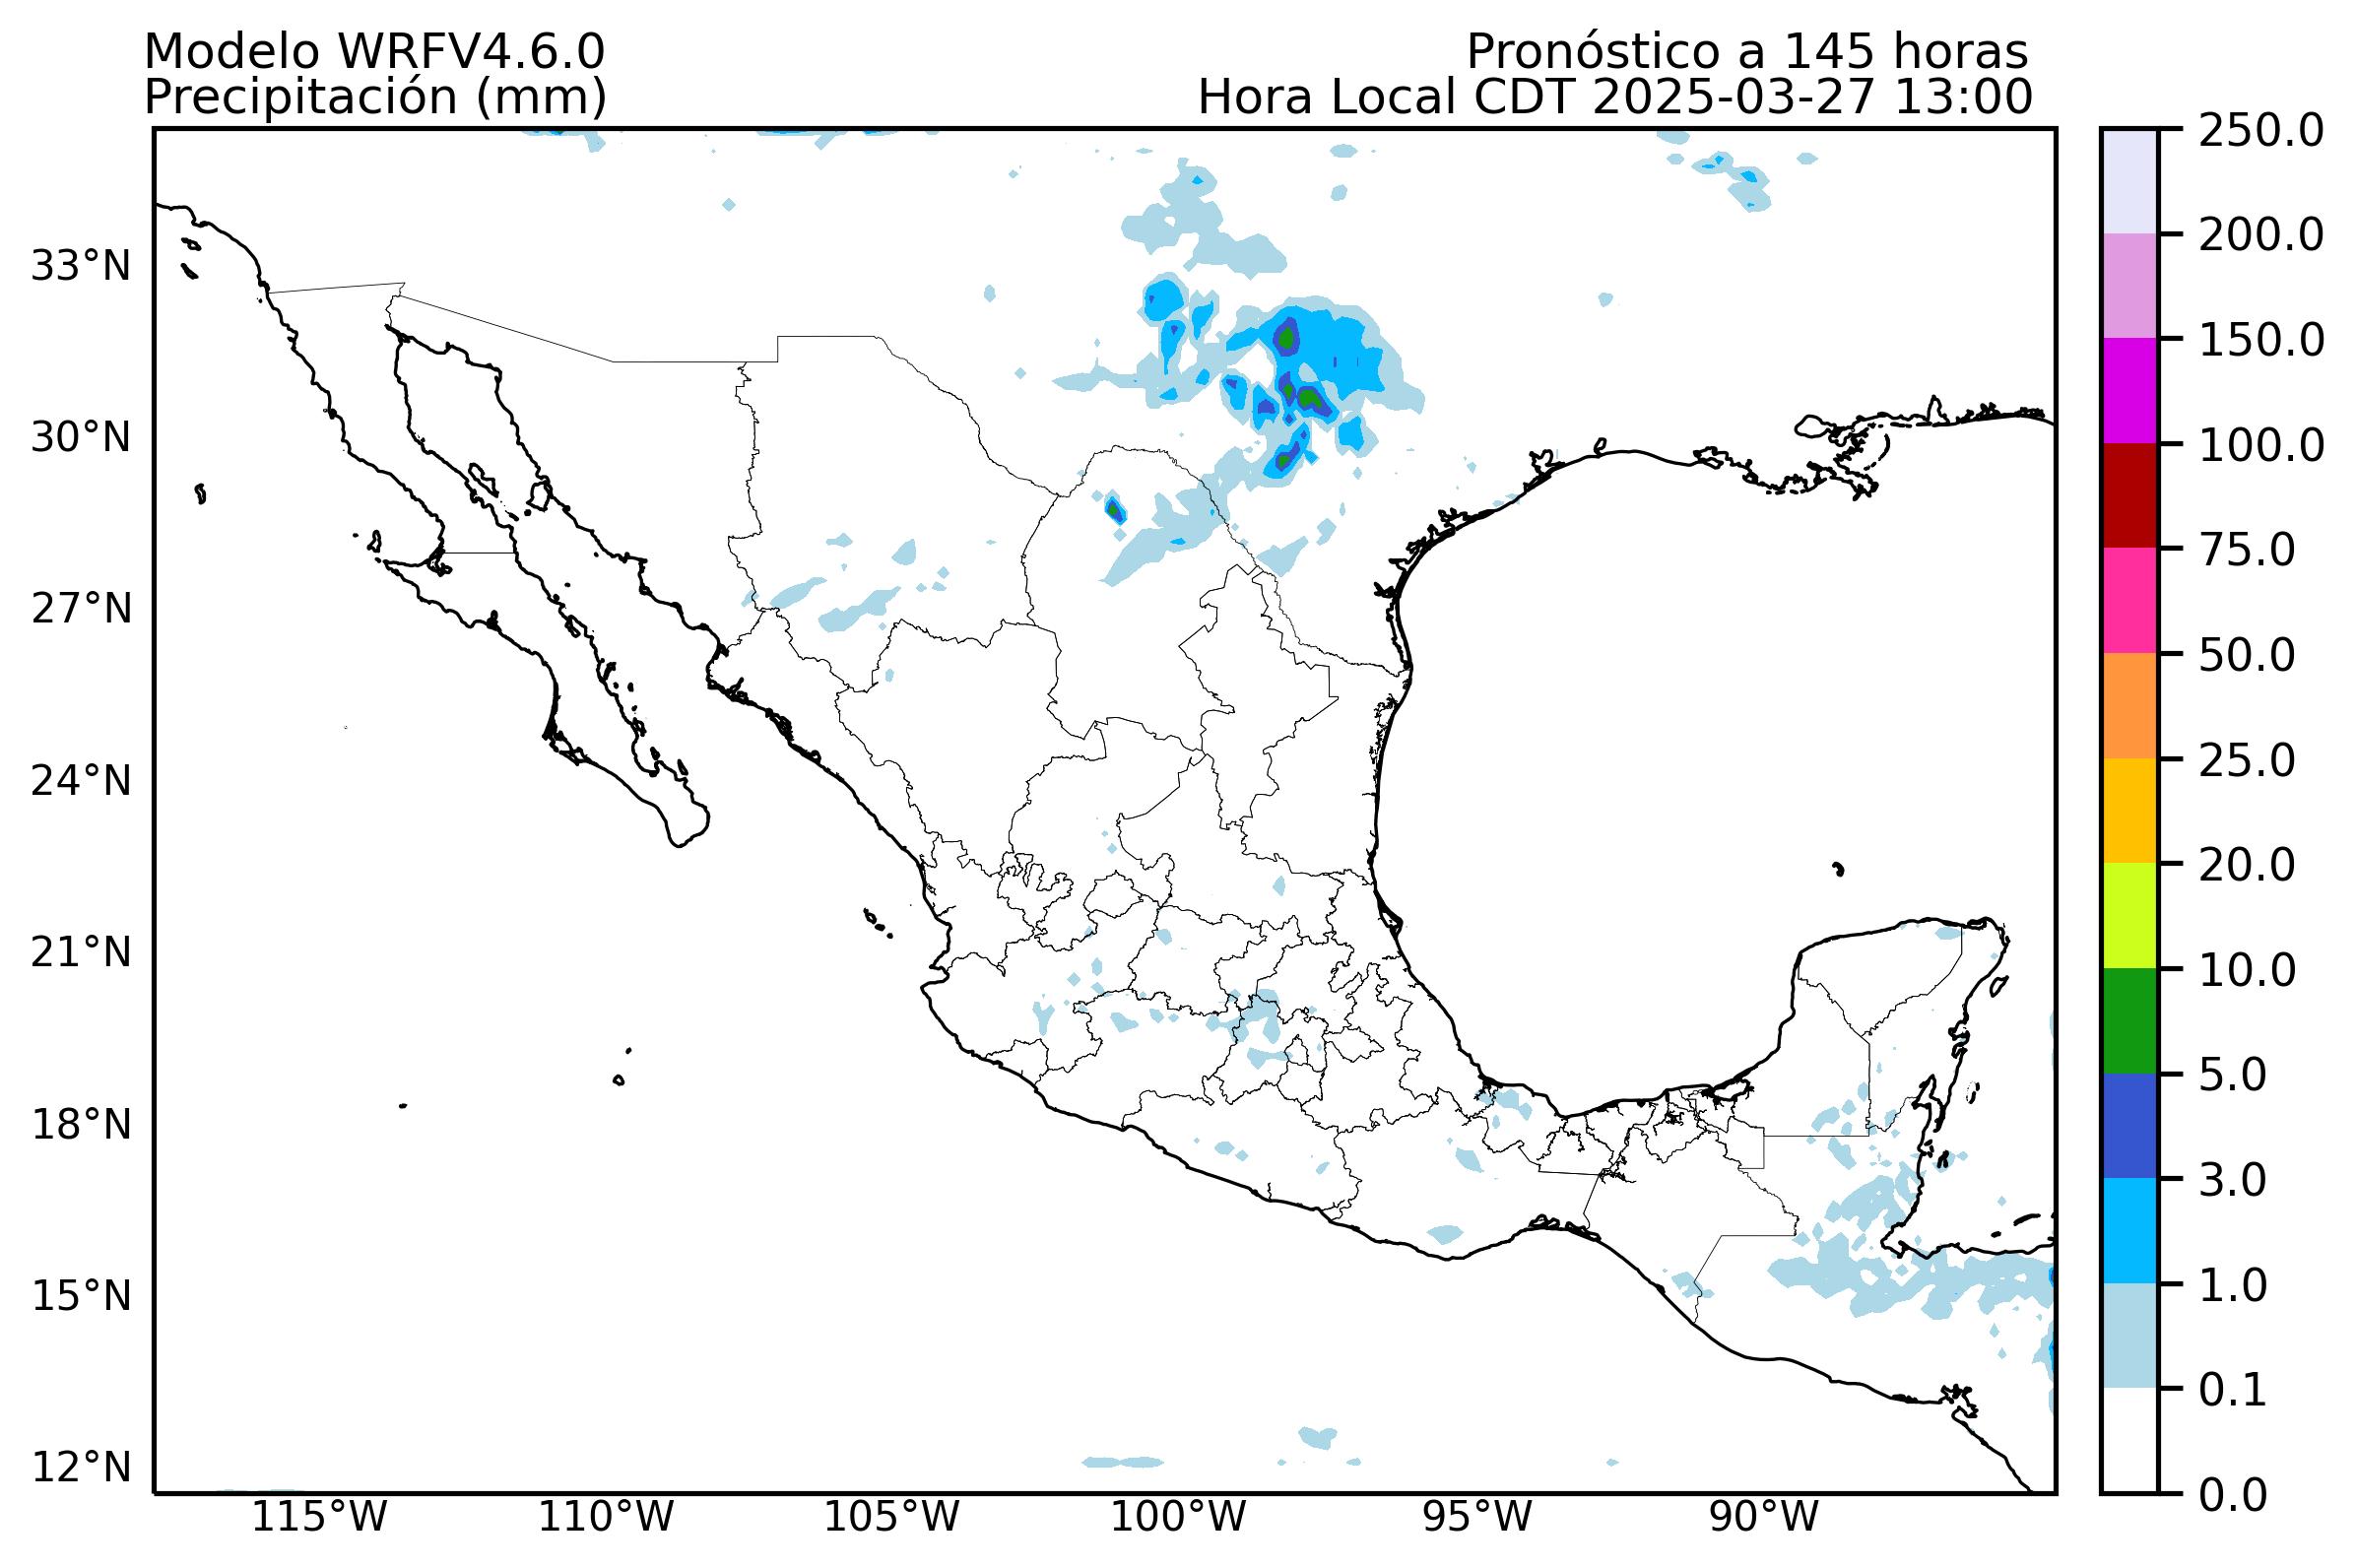 Modelo WRFV4.6.0
Pronóstico a 145 horas
Precipitación (mm)
Hora Local CDT 2025-03-27 13:00
250.0
200.0
150.0
100.0
75.0
50.0
25.0
20.0
10.0
5.0
3.0
1.0
0.1
0.0
33°N
30°N
27°N
24°N
21°N
18°N
15°N
12°N
115°W
110°W
105°W
100°W
95°W
90°W